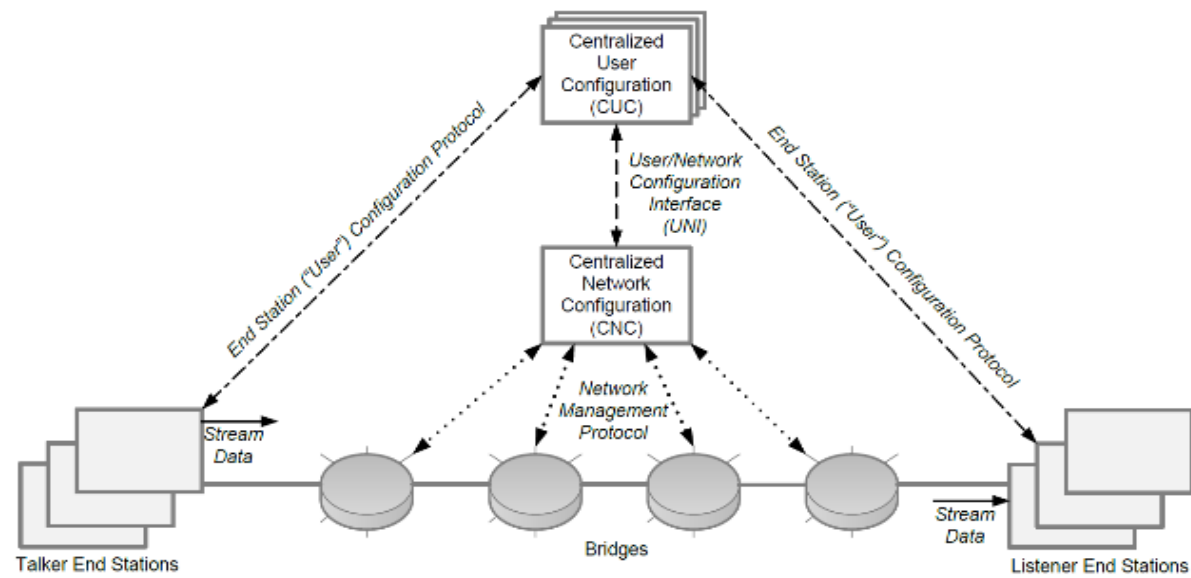 Centralized
User
Configuration
(CUC)
End Station ("User") Configuration Protocol
End Station ("User") Configuration Protocol
User/Network
Configuration
Interface
(UNI)
Centralized
Network
Configuration
(CNC)
Network
Management
Protocol
Stream
Data
Stream
Data
Bridges
Talker End Stations
Listener End Stations